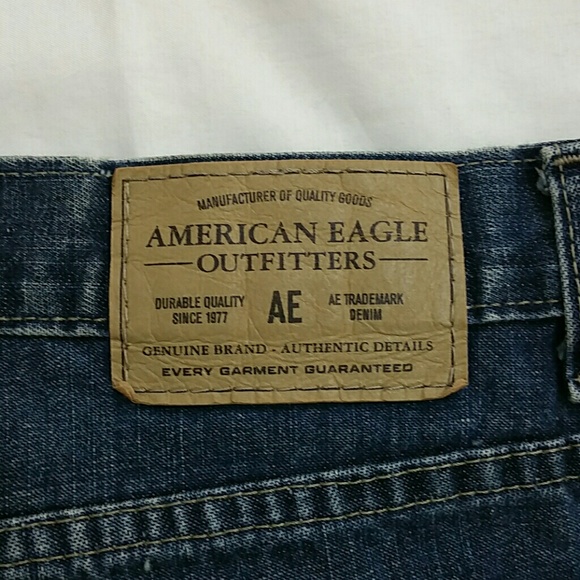 MANUFACTURER OF QUALITY GOODS
AMERICAN EAGLE
OUTFITTERS
DURABLE QUALITY
SINCE 1977
AE
AE TRADEMARK
DENIM
GENUINE BRAND - AUTHENTIC DETAILS
EVERY GARMENT GUARANTEED